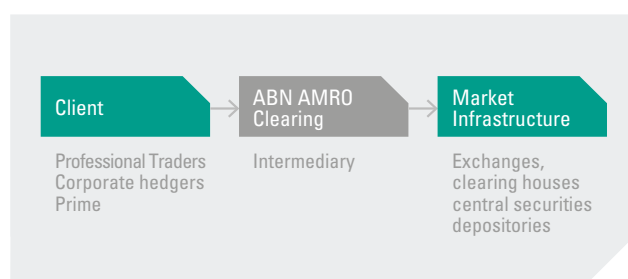 Client
Professional Traders
Corporate hedgers
Prime
ABN AMRO
Clearing
Intermediary
Market
Infrastructure
Exchanges,
clearing houses
central securities
depositories